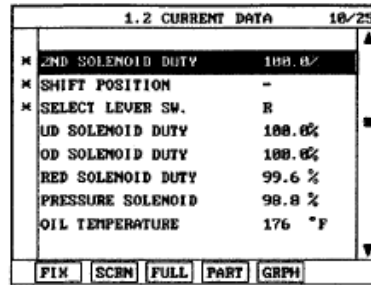 1.2 CURRENT DATA 10/25
* 2ND SOLENOID DUTY 100.0%
* SHIFT POSITION -
* SELECT LEVER SW. R
UD SOLENOID DUTY 100.0%
OD SOLENOID DUTY 100.0%
RED SOLENOID DUTY 99.6 %
PRESSURE SOLENOID 98.8 %
OIL TEMPERATURE 176 °F
FIX SCRN FULL PART GRPH